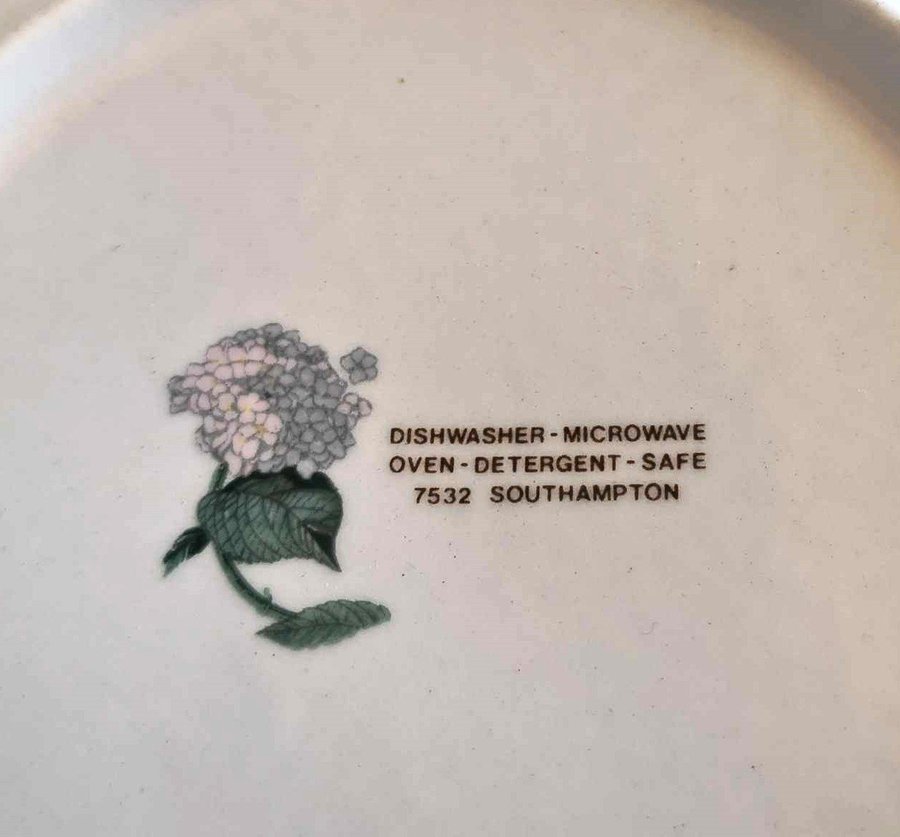 DISHWASHER - MICROWAVE
OVEN - DETERGENT - SAFE
7532 SOUTHAMPTON